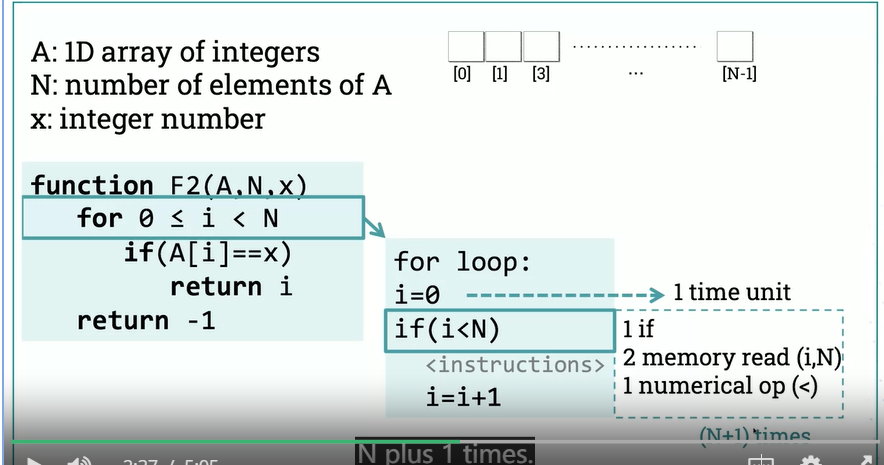 A: 1D array of integers
N: number of elements of A
x: integer number
[0] [1] [3] ... [N-1]
function F2(A,N,x)
for 0 ≤ i < N
if(A[i]==x)
return i
return -1
for loop:
i=0
1 time unit
if(i<N)
<instructions>
i=i+1
1 if
2 memory read (i,N)
1 numerical op (<)
(N+1) times
N plus 1 times.